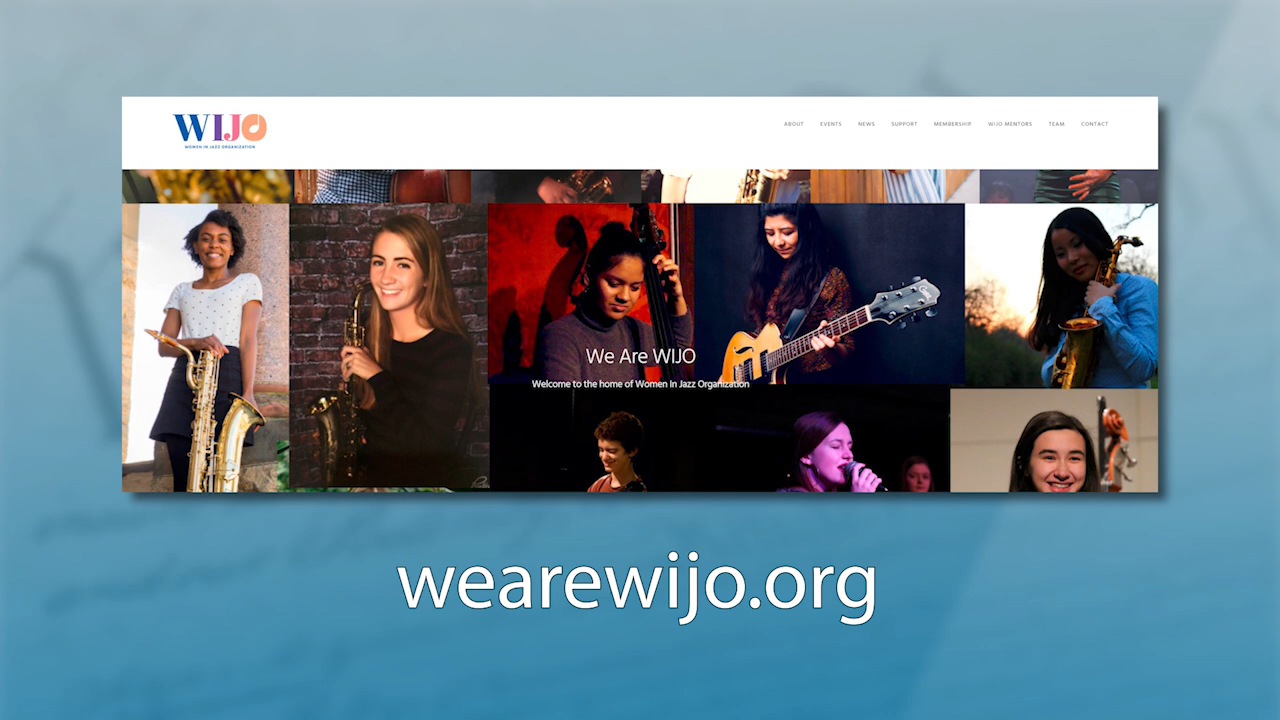 WIJO
WOMEN IN JAZZ ORGANIZATION
ABOUT EVENTS NEWS SUPPORT MEMBERSHIP WIJO MENTORS TEAM CONTACT
We Are WIJO
Welcome to the home of Women In Jazz Organization
wearewijo.org